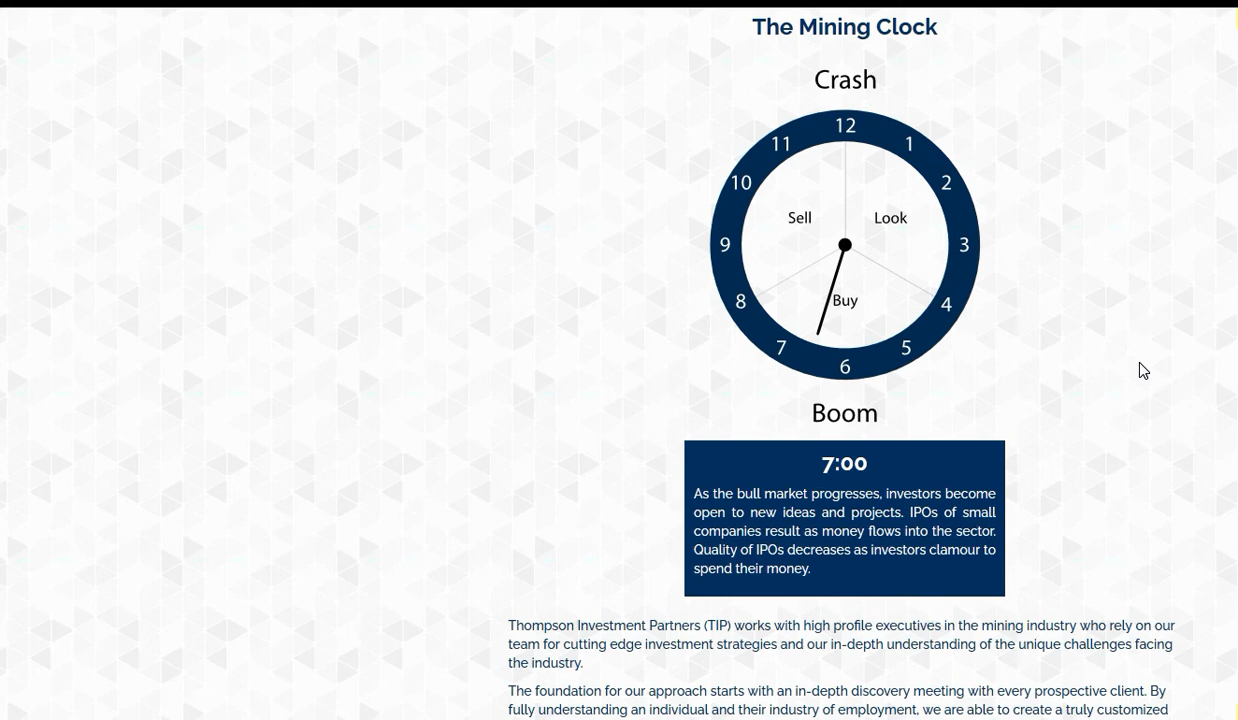 The Mining Clock
Crash
12
11
1
10
2
Sell
Look
9
3
8
Buy
4
7
5
6
Boom
7:00
As the bull market progresses, investors become
open to new ideas and projects. IPOs of small
companies result as money flows into the sector.
Quality of IPOs decreases as investors clamour to
spend their money.
Thompson Investment Partners (TIP) works with high profile executives in the mining industry who rely on our
team for cutting edge investment strategies and our in-depth understanding of the unique challenges facing
the industry.
The foundation for our approach starts with an in-depth discovery meeting with every prospective client. By
fully understanding an individual and their industry of employment, we are able to create a truly customized